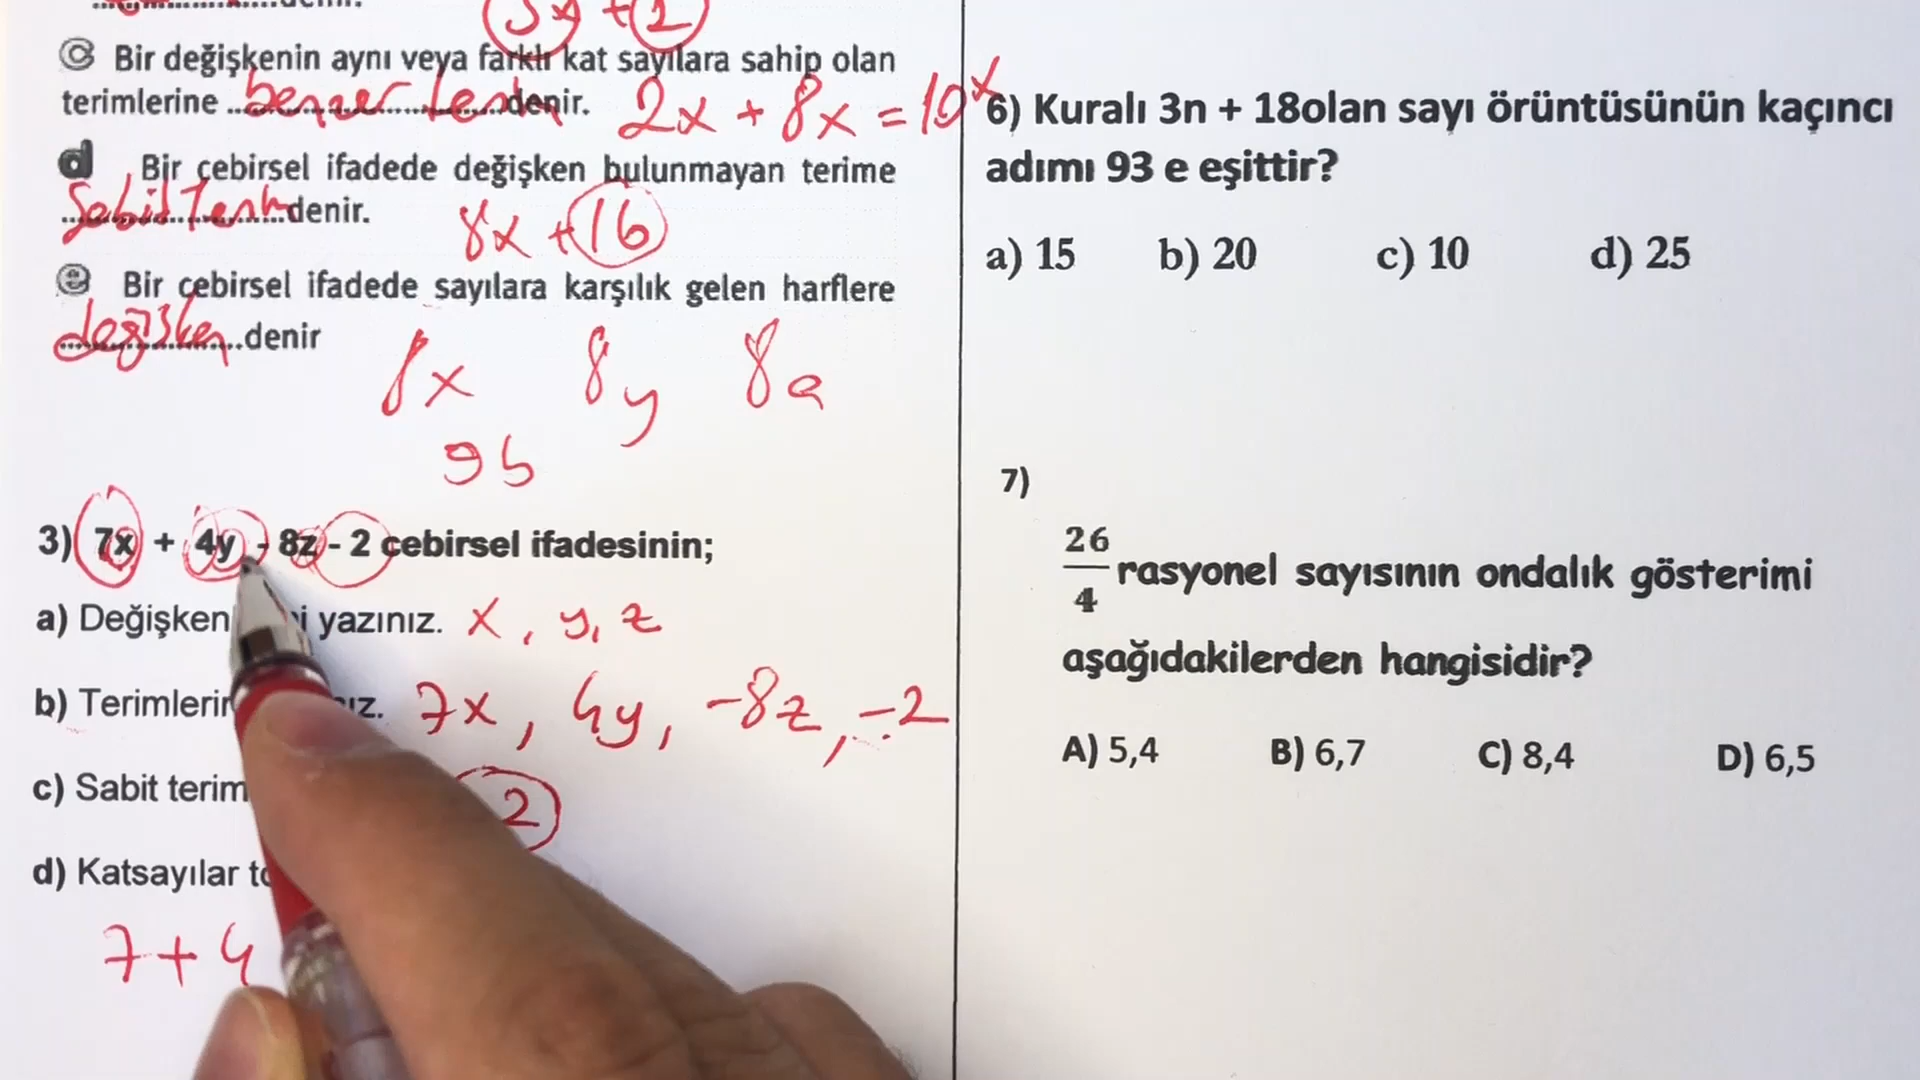 3x + 2
© Bir değişkenin aynı veya farklı kat sayılara sahip olan
terimlerine benzer terim denir. 2x + 8x = 10x
d Bir cebirsel ifadede değişken bulunmayan terime
Sabit Terim denir. 8x + 16
e Bir cebirsel ifadede sayılara karşılık gelen harflere
değişken denir
8x 8y 8a
9b
3) 7x + 4y - 8z - 2 cebirsel ifadesinin;
a) Değişken yazınız. x, y, z
b) Terimlerin 7x, 4y, -8z, -2
c) Sabit terim 2
d) Katsayılar
7+4
6) Kuralı 3n + 18olan sayı örüntüsünün kaçıncı
adımı 93 e eşittir?
a) 15 b) 20 c) 10 d) 25
7)
26
4
rasyonel sayısının ondalık gösterimi
aşağıdakilerden hangisidir?
A) 5,4 B) 6,7 C) 8,4 D) 6,5